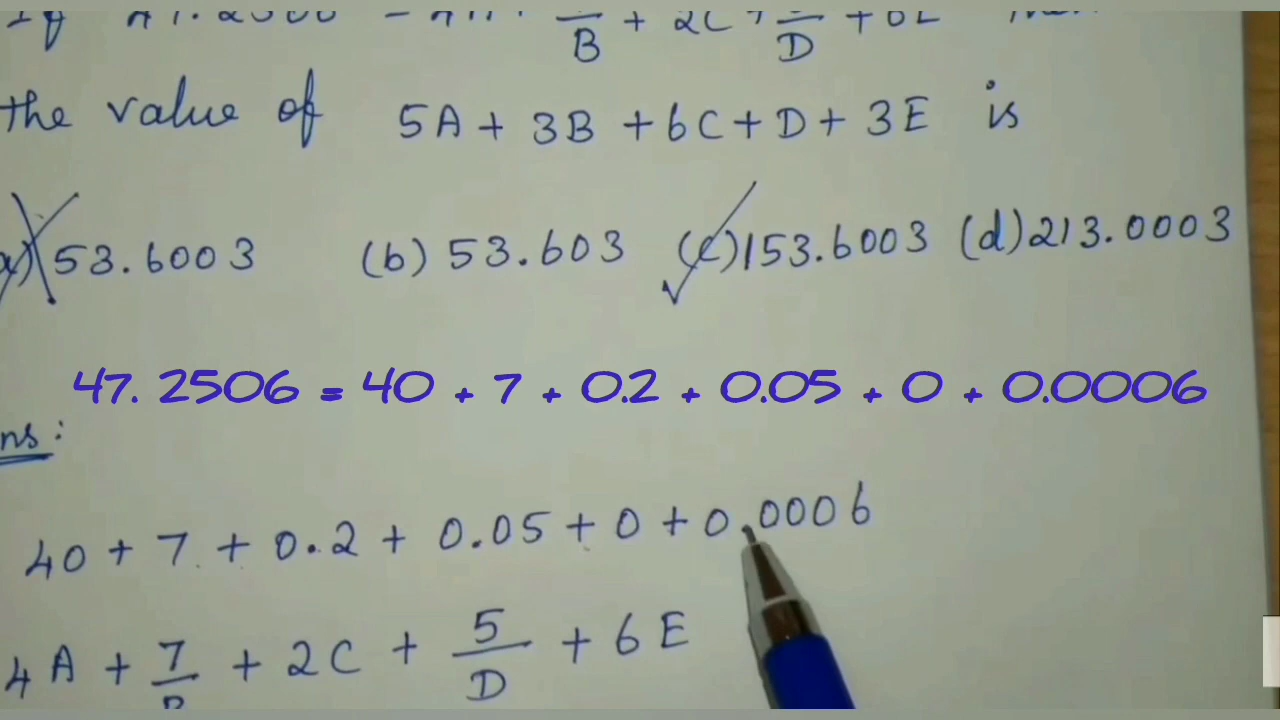 B + 2C + D + 6E
the value of 5A + 3B + 6C + D + 3E is
a) 53.6003 (b) 53.603 (c) 153.6003 (d) 213.0003
47. 2506 = 40 + 7 + 0.2 + 0.05 + 0 + 0.0006
ns:
40 + 7 + 0.2 + 0.05 + 0 + 0.0006
4A + 7/B + 2C + 5/D + 6E